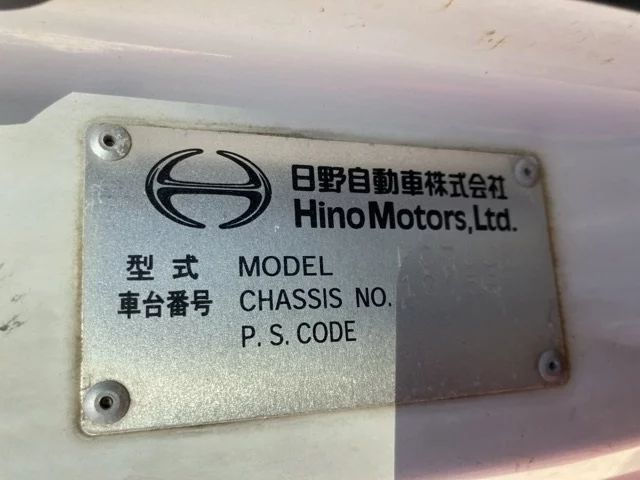 日野自動車株式会社
Hino Motors, Ltd.
型式 MODEL
車台番号 CHASSIS NO.
P. S. CODE